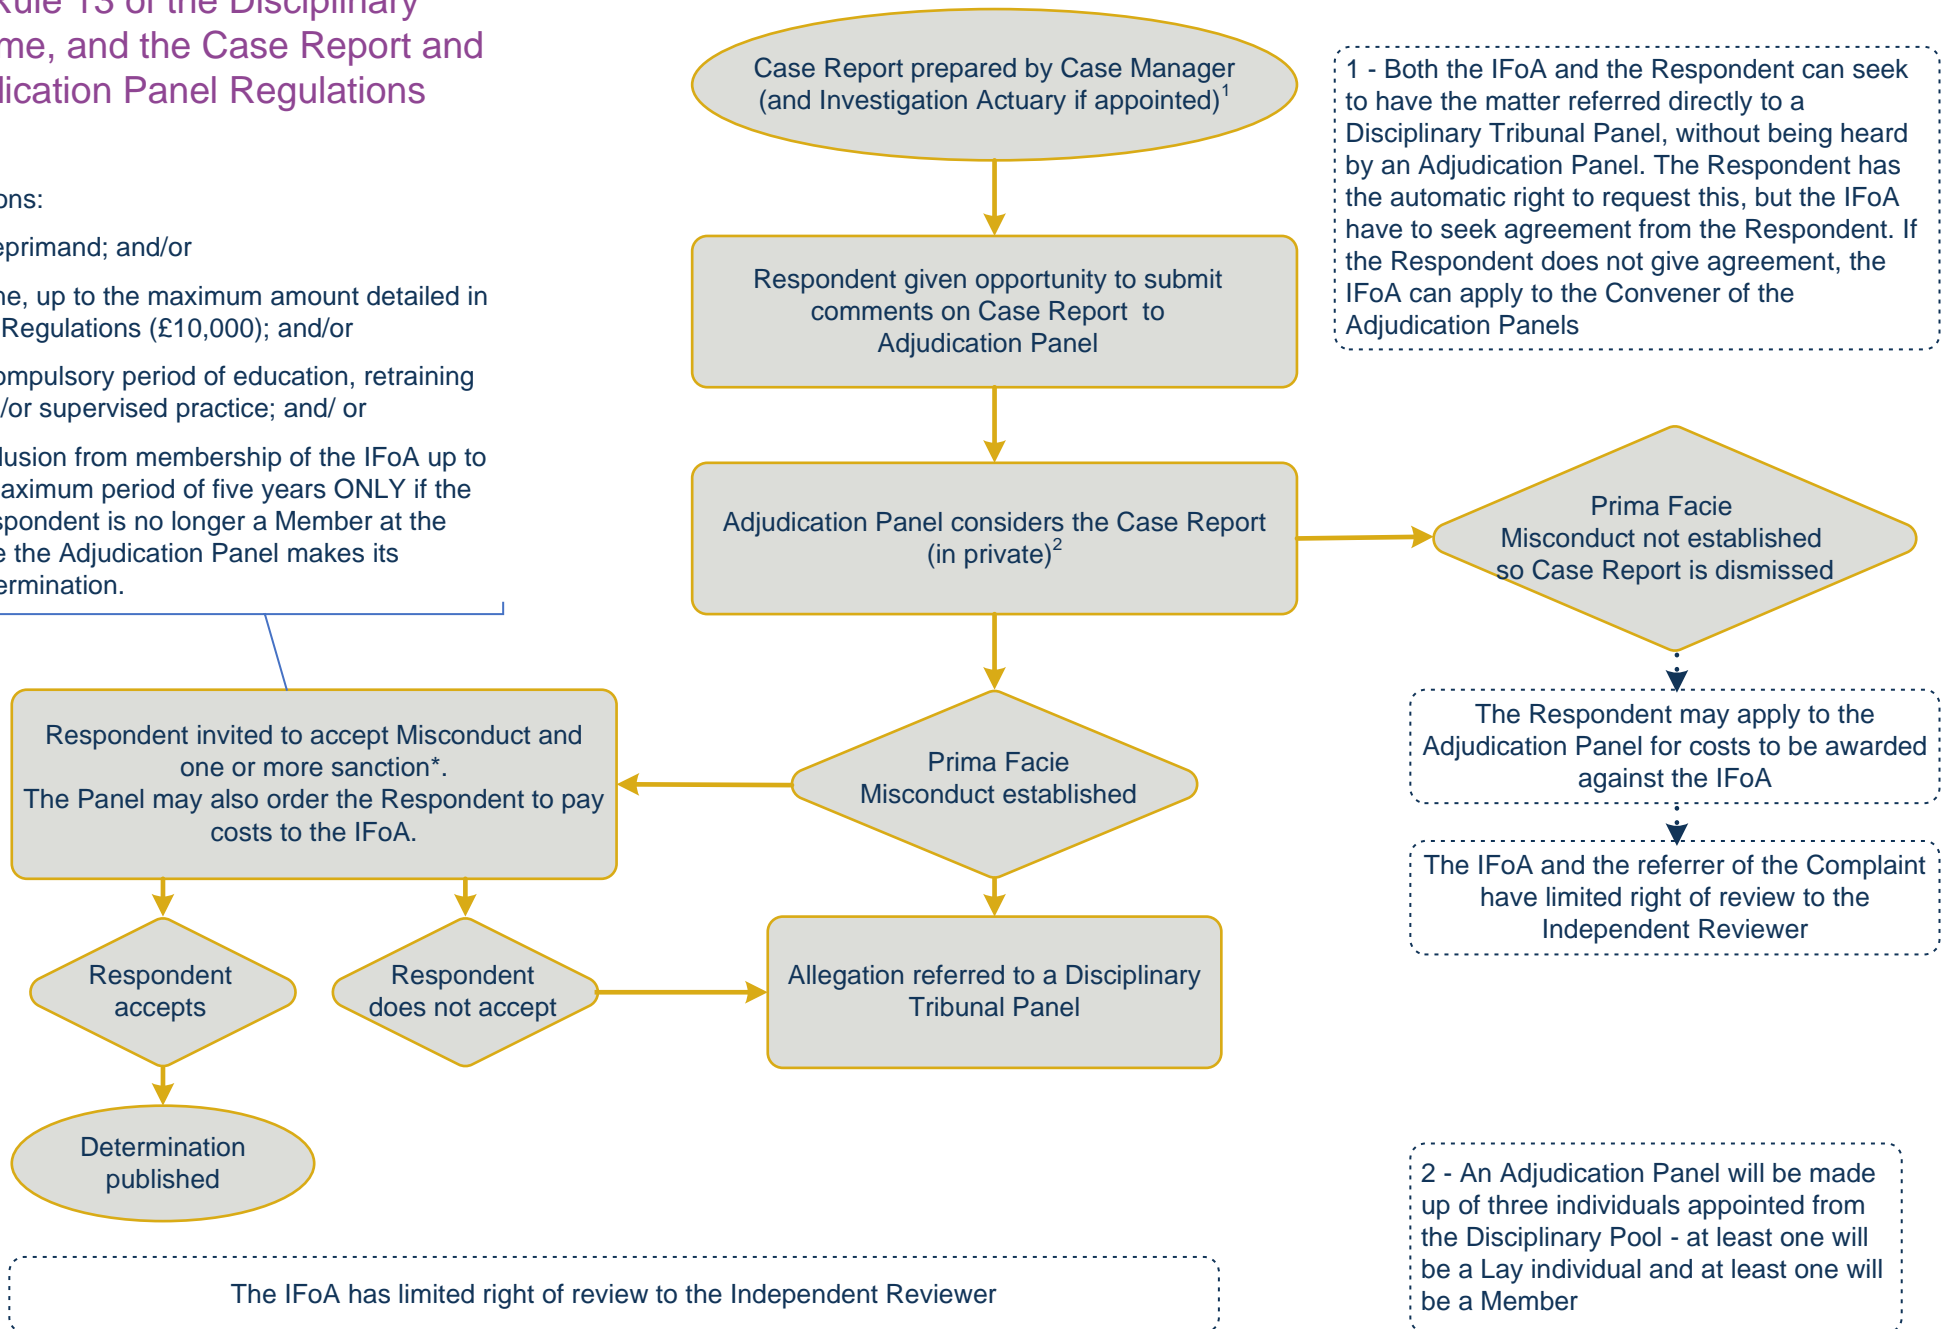 Rule 13 of the Disciplinary
and the Case Report and
Panel Regulations
and/or
up to the maximum amount detailed in
Regulations (£10,000); and/or
period of education, retraining
/or supervised practice; and/ or
from membership of the IFoA up to
period of five years ONLY if the
is no longer a Member at the
the Adjudication Panel makes its
Case Report prepared by Case Manager
(and Investigation Actuary if appointed)1
1 - Both the IFoA and the Respondent can seek
to have the matter referred directly to a
Disciplinary Tribunal Panel, without being heard
by an Adjudication Panel. The Respondent has
the automatic right to request this, but the IFoA
have to seek agreement from the Respondent. If
the Respondent does not give agreement, the
IFoA can apply to the Convener of the
Adjudication Panels
Respondent given opportunity to submit
comments on Case Report to
Adjudication Panel
Adjudication Panel considers the Case Report
(in private)2
Prima Facie
Misconduct not established
so Case Report is dismissed
The Respondent may apply to the
Adjudication Panel for costs to be awarded
against the IFoA
The IFoA and the referrer of the Complaint
have limited right of review to the
Independent Reviewer
Prima Facie
Misconduct established
Respondent invited to accept Misconduct and
one or more sanction*.
The Panel may also order the Respondent to pay
costs to the IFoA.
Respondent
accepts
Respondent
does not accept
Allegation referred to a Disciplinary
Tribunal Panel
Determination
published
The IFoA has limited right of review to the Independent Reviewer
2 - An Adjudication Panel will be made
up of three individuals appointed from
the Disciplinary Pool - at least one will
be a Lay individual and at least one will
be a Member